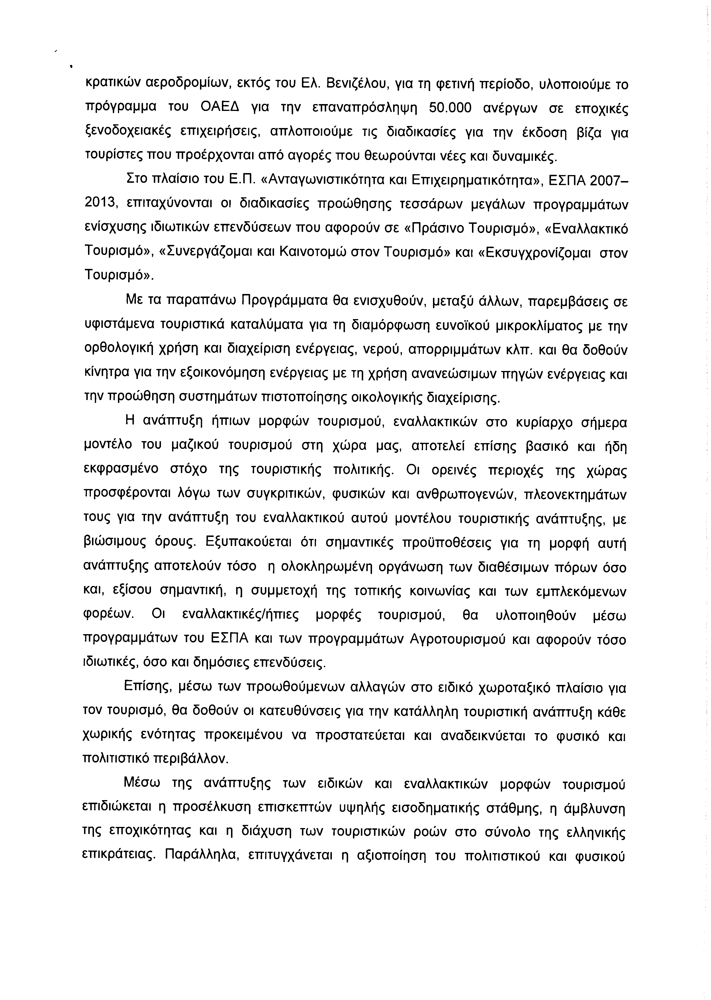 κρατικών αεροδρομίων, εκτός του Ελ. Βενιζέλου, για τη φετινή περίοδο, υλοποιούμε το
πρόγραμμα του ΟΑΕΔ για την επαναπρόσληψη 50.000 ανέργων σε εποχικές
ξενοδοχειακές επιχειρήσεις, απλοποιούμε τις διαδικασίες για την έκδοση βίζα για
τουρίστες που προέρχονται από αγορές που θεωρούνται νέες και δυναμικές.
Στο πλαίσιο του Ε.Π. «Ανταγωνιστικότητα και Επιχειρηματικότητα», ΕΣΠΑ 2007–
2013, επιταχύνονται οι διαδικασίες προώθησης τεσσάρων μεγάλων προγραμμάτων
ενίσχυσης ιδιωτικών επενδύσεων που αφορούν σε «Πράσινο Τουρισμό», «Εναλλακτικό
Τουρισμό», «Συνεργάζομαι και Καινοτομώ στον Τουρισμό» και «Εκσυγχρονίζομαι στον
Τουρισμό».
Με τα παραπάνω Προγράμματα θα ενισχυθούν, μεταξύ άλλων, παρεμβάσεις σε
υφιστάμενα τουριστικά καταλύματα για τη διαμόρφωση ευνοϊκού μικροκλίματος με την
ορθολογική χρήση και διαχείριση ενέργειας, νερού, απορριμμάτων κλπ. και θα δοθούν
κίνητρα για την εξοικονόμηση ενέργειας με τη χρήση ανανεώσιμων πηγών ενέργειας και
την προώθηση συστημάτων πιστοποίησης οικολογικής διαχείρισης.
Η ανάπτυξη ήπιων μορφών τουρισμού, εναλλακτικών στο κυρίαρχο σήμερα
μοντέλο του μαζικού τουρισμού στη χώρα μας, αποτελεί επίσης βασικό και ήδη
εκφρασμένο στόχο της τουριστικής πολιτικής. Οι ορεινές περιοχές της χώρας
προσφέρονται λόγω των συγκριτικών, φυσικών και ανθρωπογενών, πλεονεκτημάτων
τους για την ανάπτυξη του εναλλακτικού αυτού μοντέλου τουριστικής ανάπτυξης, με
βιώσιμους όρους. Εξυπακούεται ότι σημαντικές προϋποθέσεις για τη μορφή αυτή
ανάπτυξης αποτελούν τόσο η ολοκληρωμένη οργάνωση των διαθέσιμων πόρων όσο
και, εξίσου σημαντική, η συμμετοχή της τοπικής κοινωνίας και των εμπλεκόμενων
φορέων. Οι εναλλακτικές/ήπιες μορφές τουρισμού, θα υλοποιηθούν μέσω
προγραμμάτων του ΕΣΠΑ και των προγραμμάτων Αγροτουρισμού και αφορούν τόσο
ιδιωτικές, όσο και δημόσιες επενδύσεις.
Επίσης, μέσω των προωθούμενων αλλαγών στο ειδικό χωροταξικό πλαίσιο για
τον τουρισμό, θα δοθούν οι κατευθύνσεις για την κατάλληλη τουριστική ανάπτυξη κάθε
χωρικής ενότητας προκειμένου να προστατεύεται και αναδεικνύεται το φυσικό και
πολιτιστικό περιβάλλον.
Μέσω της ανάπτυξης των ειδικών και εναλλακτικών μορφών τουρισμού
επιδιώκεται η προσέλκυση επισκεπτών υψηλής εισοδηματικής στάθμης, η άμβλυνση
της εποχικότητας και η διάχυση των τουριστικών ροών στο σύνολο της ελληνικής
επικράτειας. Παράλληλα, επιτυγχάνεται η αξιοποίηση του πολιτιστικού και φυσικού